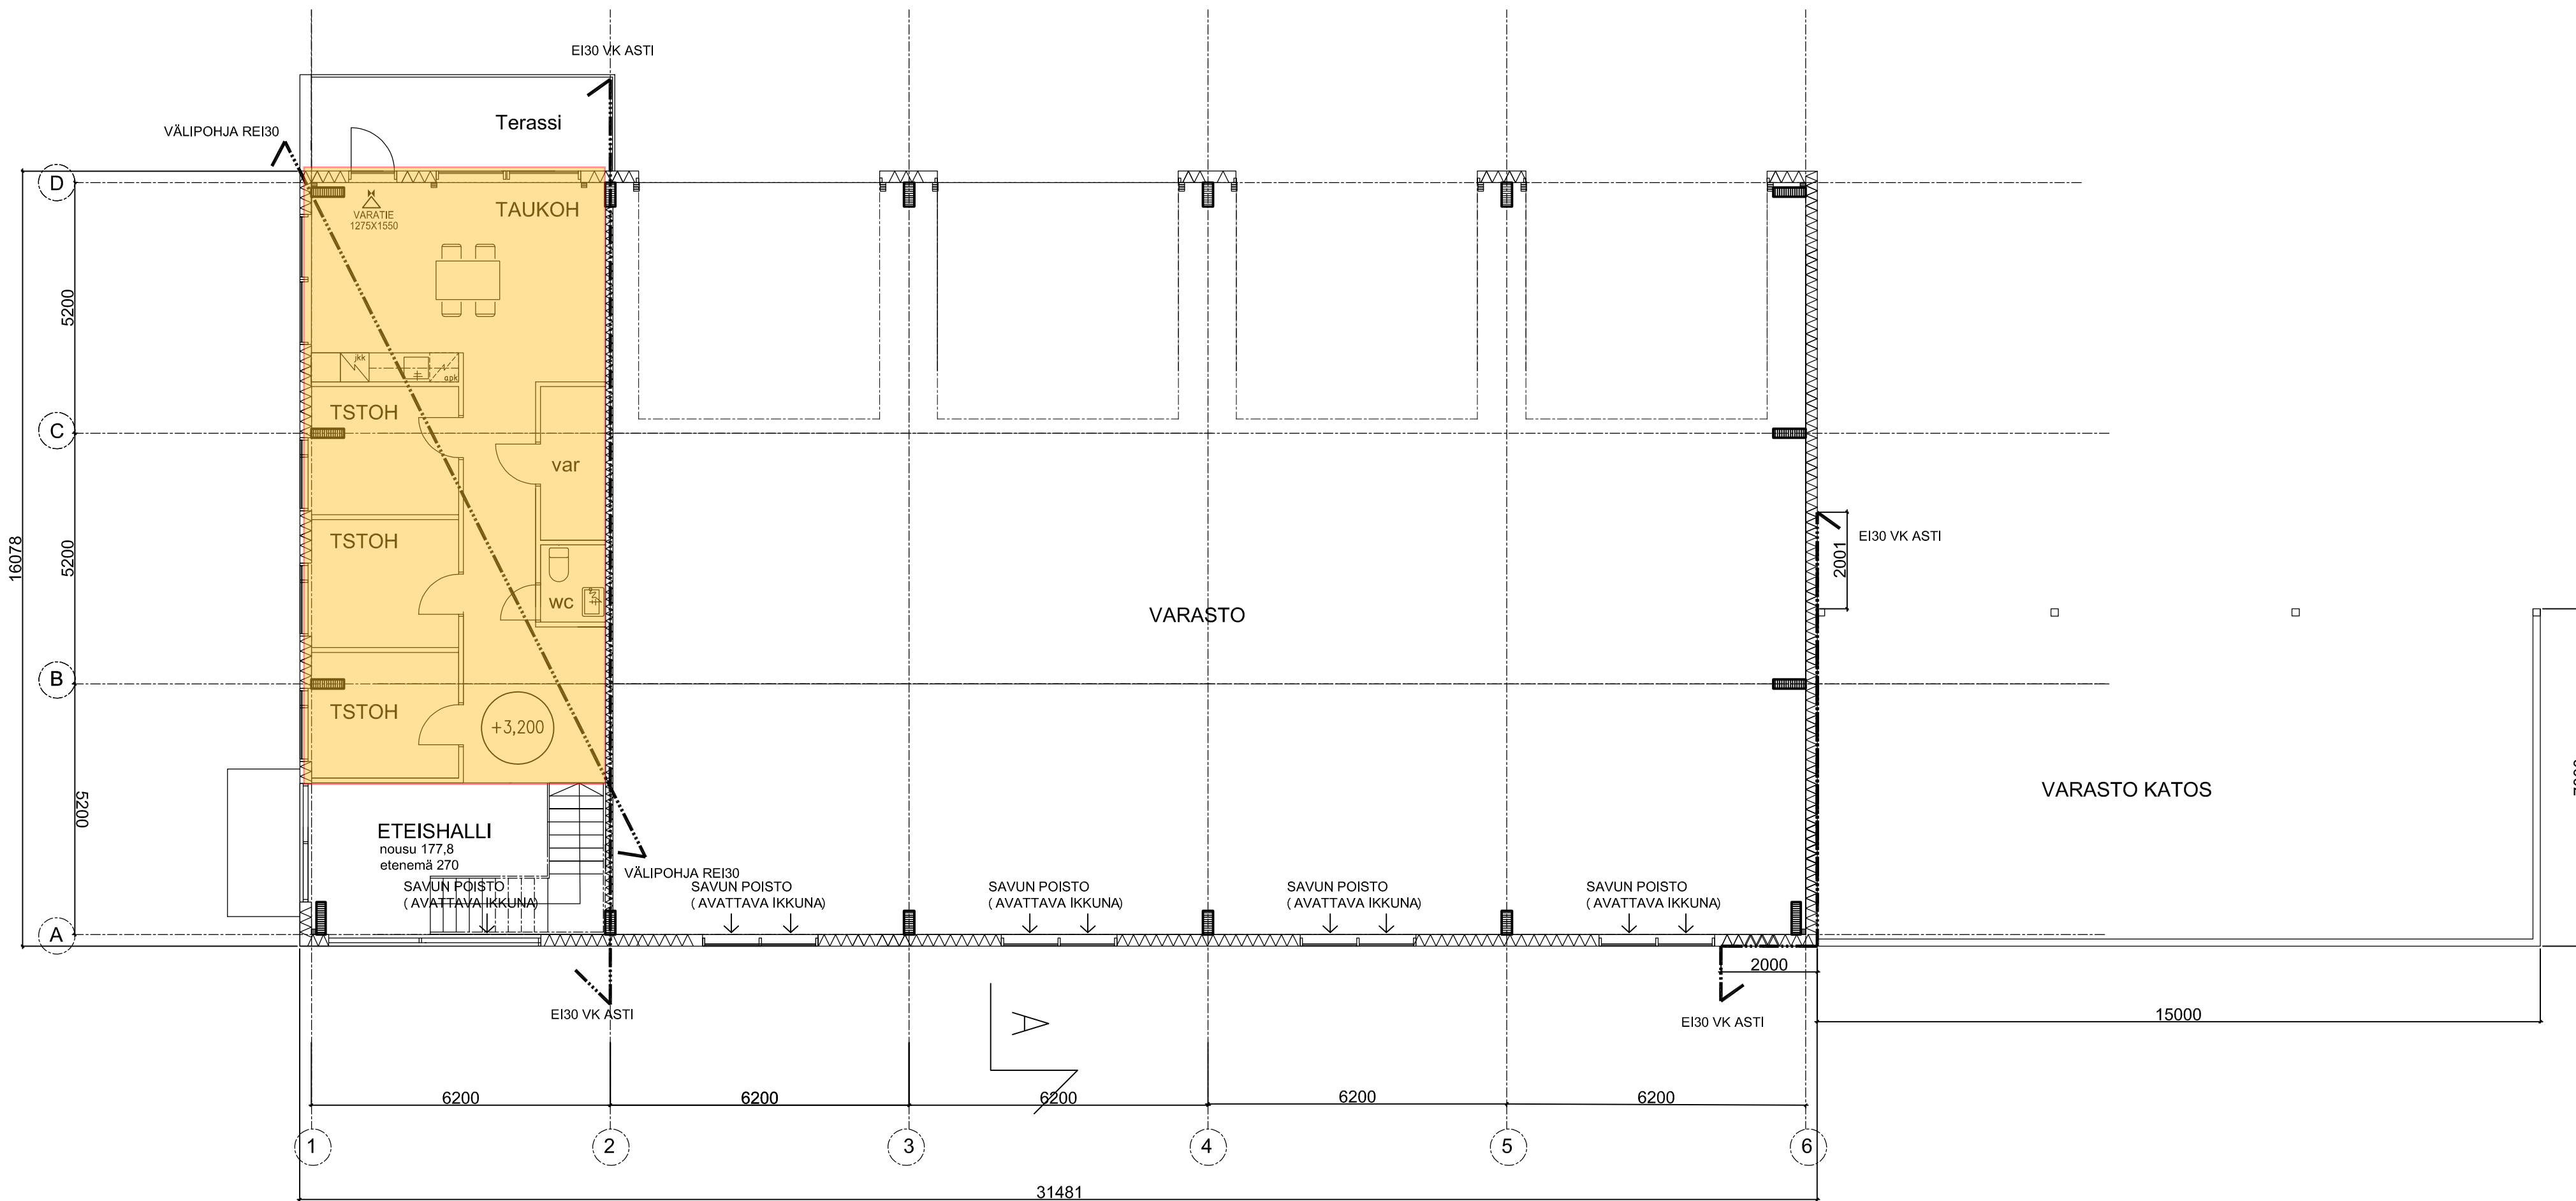 EI30 VK ASTI
Terassi
VÄLIPOHJA REI30
D
VARATIE
1275X1550
TAUKOH
5200
jkk
apk
TSTOH
C
var
EI30 VK ASTI
2001
16078
5200
TSTOH
wc
VARASTO
B
TSTOH
+3,200
VARASTO KATOS
5200
ETEISHALLI
nousu 177,8
etenemä 270
VÄLIPOHJA REI30
SAVUN POISTO
( AVATTAVA IKKUNA)
SAVUN POISTO
( AVATTAVA IKKUNA)
SAVUN POISTO
( AVATTAVA IKKUNA)
SAVUN POISTO
( AVATTAVA IKKUNA)
SAVUN POISTO
( AVATTAVA IKKUNA)
A
2000
EI30 VK ASTI
A
EI30 VK ASTI
15000
6200
6200
6200
6200
6200
1
2
3
4
5
6
31481